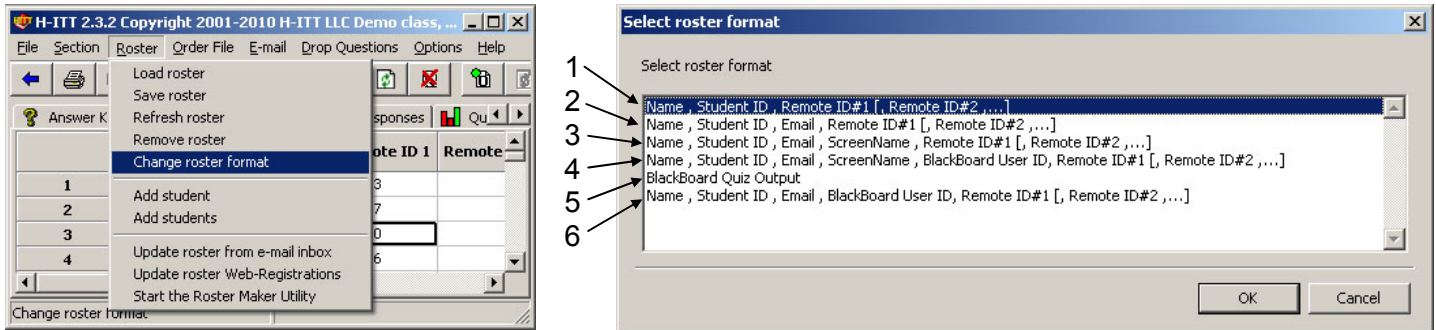 H-ITT 2.3.2 Copyright 2001-2010 H-ITT LLC Demo class, ...
File Section Roster Order File E-mail Drop Questions Options Help
Answer K
sponses
Qu
Load roster
Save roster
Refresh roster
Remove roster
Change roster format
Add student
Add students
Update roster from e-mail inbox
Update roster Web-Registrations
Start the Roster Maker Utility
ote ID 1 Remote
1 3
2 7
3 0
4 6
Change roster format
Select roster format
Select roster format
1 Name , Student ID , Remote ID#1 [, Remote ID#2 ,...]
2 Name , Student ID , Email , Remote ID#1 [, Remote ID#2 ,...]
3 Name , Student ID , Email , ScreenName , Remote ID#1 [, Remote ID#2 ,...]
4 Name , Student ID , Email , ScreenName , BlackBoard User ID, Remote ID#1 [, Remote ID#2 ,...]
5 BlackBoard Quiz Output
6 Name , Student ID , Email , BlackBoard User ID, Remote ID#1 [, Remote ID#2 ,...]
OK Cancel